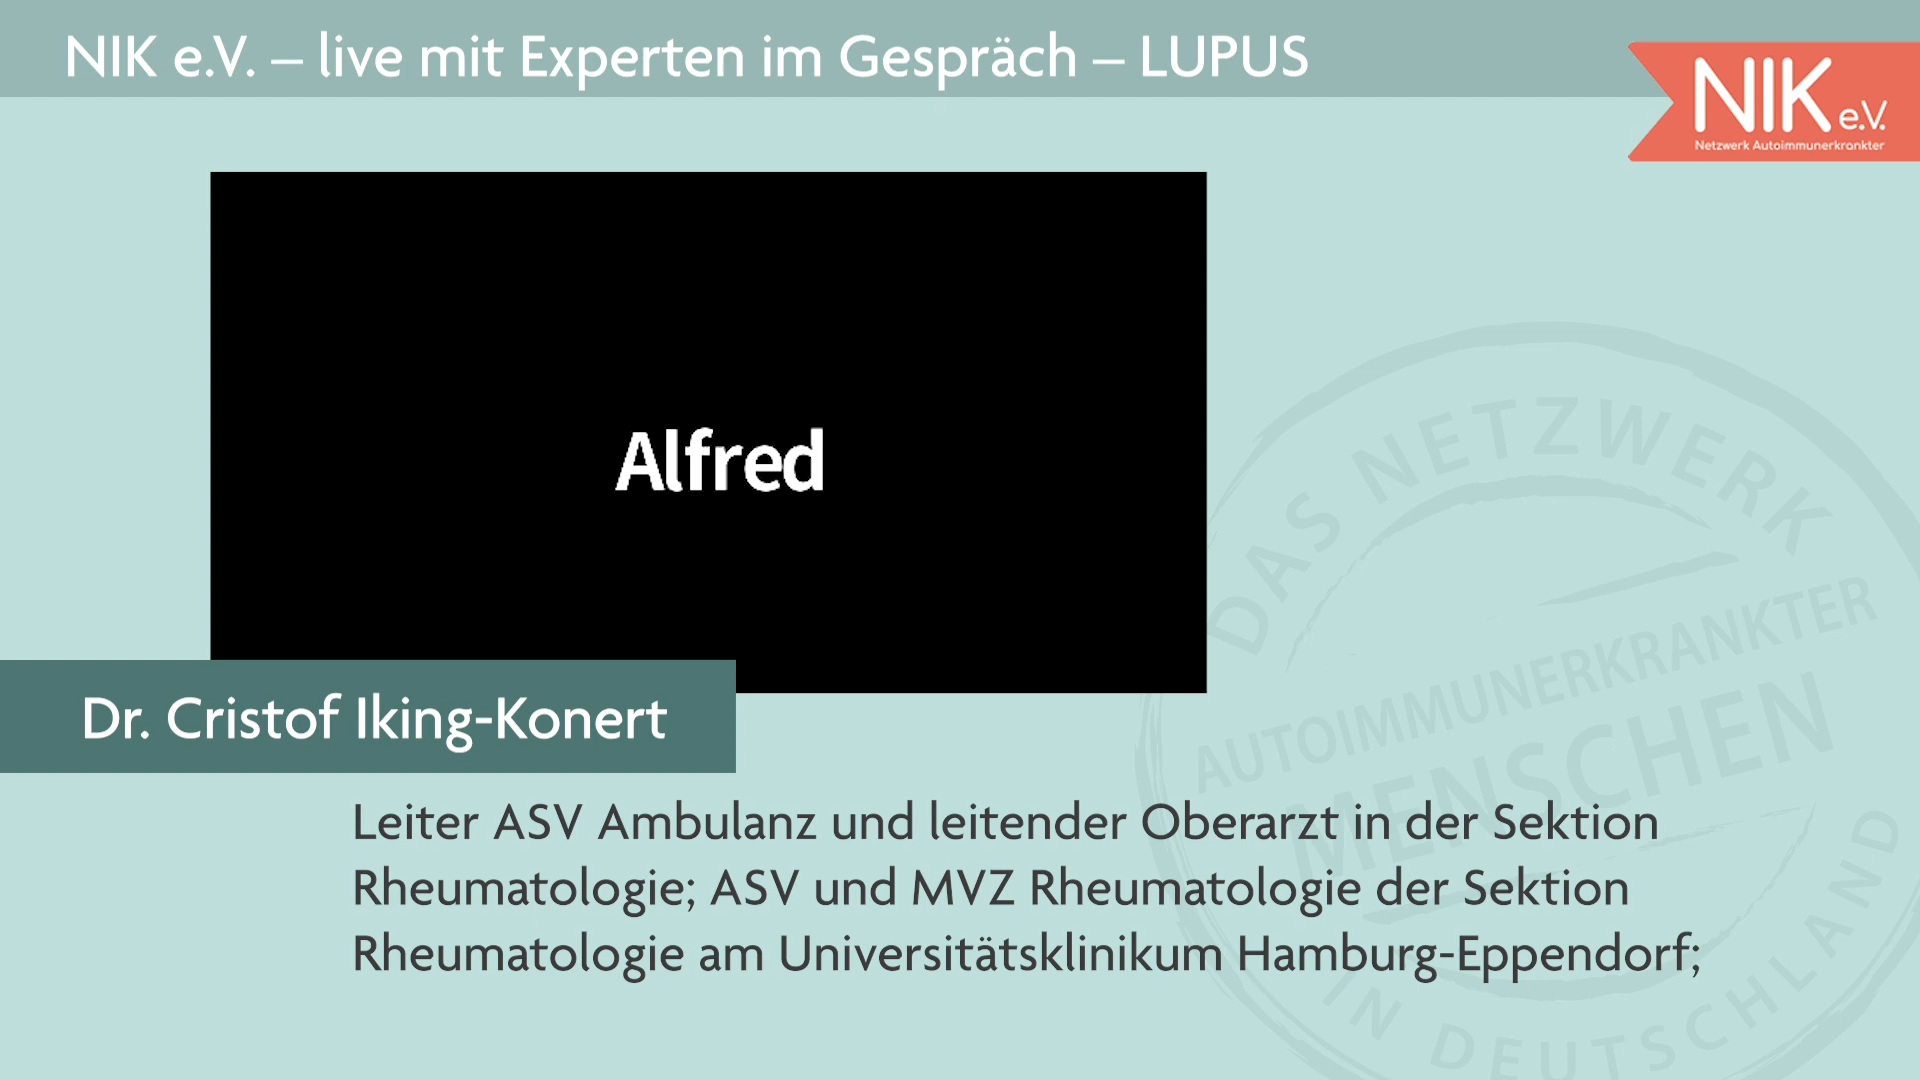 NIK e.V. – live mit Experten im Gespräch – LUPUS
NIK e.V.
Netzwerk Autoimmunerkrankter
Alfred
DAS NETZWERK
AUTOIMMUNERKRANKTER
MENSCHEN
IN DEUTSCHLAND
Dr. Cristof Iking-Konert
Leiter ASV Ambulanz und leitender Oberarzt in der Sektion
Rheumatologie; ASV und MVZ Rheumatologie der Sektion
Rheumatologie am Universitätsklinikum Hamburg-Eppendorf;